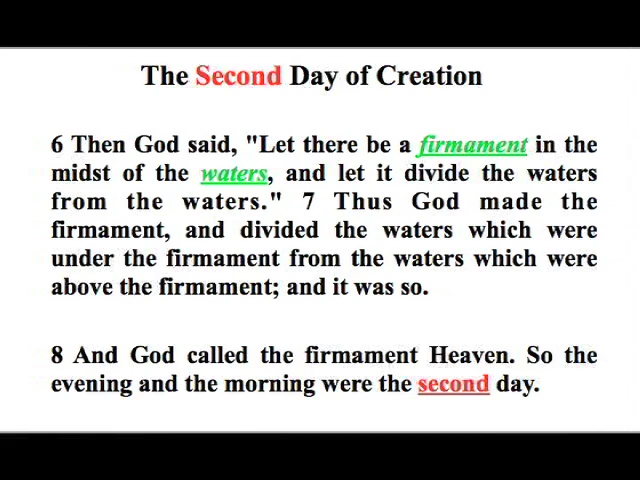 The Second Day of Creation
6 Then God said, "Let there be a firmament in the
midst of the waters, and let it divide the waters
from the waters." 7 Thus God made the
firmament, and divided the waters which were
under the firmament from the waters which were
above the firmament; and it was so.
8 And God called the firmament Heaven. So the
evening and the morning were the second day.